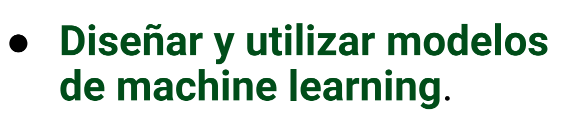 ● Diseñar y utilizar modelos
de machine learning.